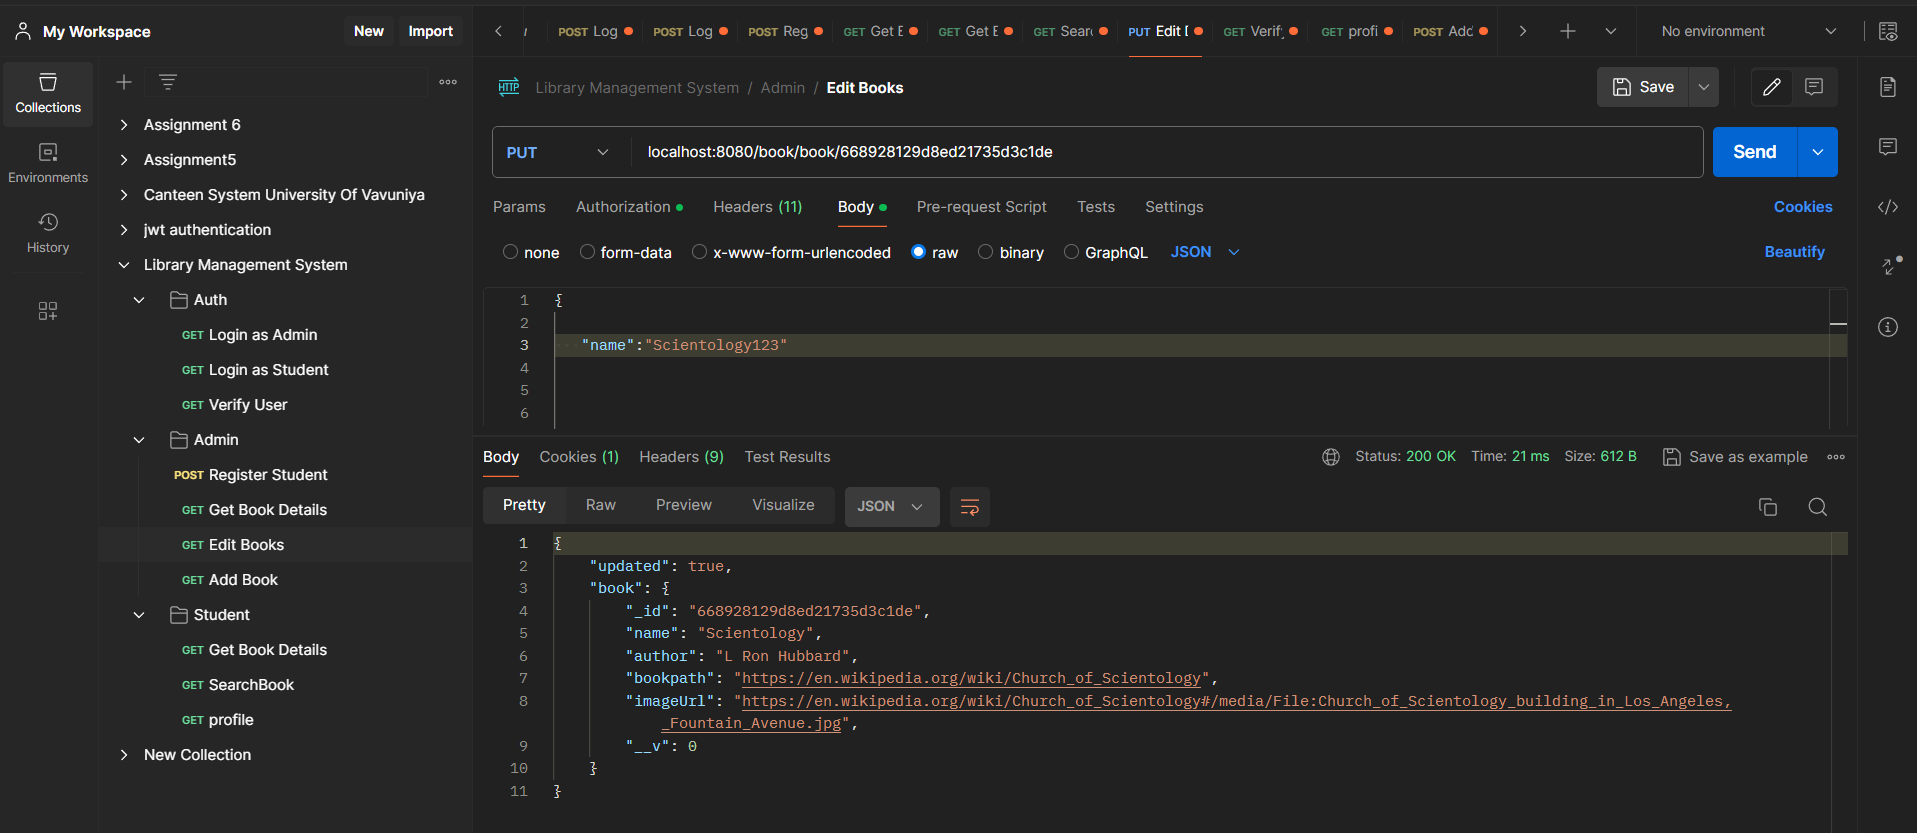 My Workspace
New
Import
POST Log
POST Log
POST Reg
GET Get E
GET Get E
GET Sear
PUT Edit
GET Verify
GET profi
POST Add
No environment
Collections
Environments
History
Assignment 6
Assignment5
Canteen System University Of Vavuniya
jwt authentication
Library Management System
Auth
GET Login as Admin
GET Login as Student
GET Verify User
Admin
POST Register Student
GET Get Book Details
GET Edit Books
GET Add Book
Student
GET Get Book Details
GET SearchBook
GET profile
New Collection
HTTP Library Management System / Admin / Edit Books
Save
PUT localhost:8080/book/book/668928129d8ed21735d3c1de
Send
Params Authorization Headers (11) Body Pre-request Script Tests Settings
Cookies
none form-data x-www-form-urlencoded raw binary GraphQL JSON
Beautify
1 {
2
3 "name":"Scientology123"
4
5
6
Body Cookies (1) Headers (9) Test Results
Status: 200 OK Time: 21 ms Size: 612 B Save as example
Pretty Raw Preview Visualize JSON
1 {
2 "updated": true,
3 "book": {
4 "_id": "668928129d8ed21735d3c1de",
5 "name": "Scientology",
6 "author": "L Ron Hubbard",
7 "bookpath": "https://en.wikipedia.org/wiki/Church_of_Scientology",
8 "imageUrl": "https://en.wikipedia.org/wiki/Church_of_Scientology#/media/File:Church_of_Scientology_building_in_Los_Angeles,
_Fountain_Avenue.jpg",
9 "__v": 0
10 }
11 }